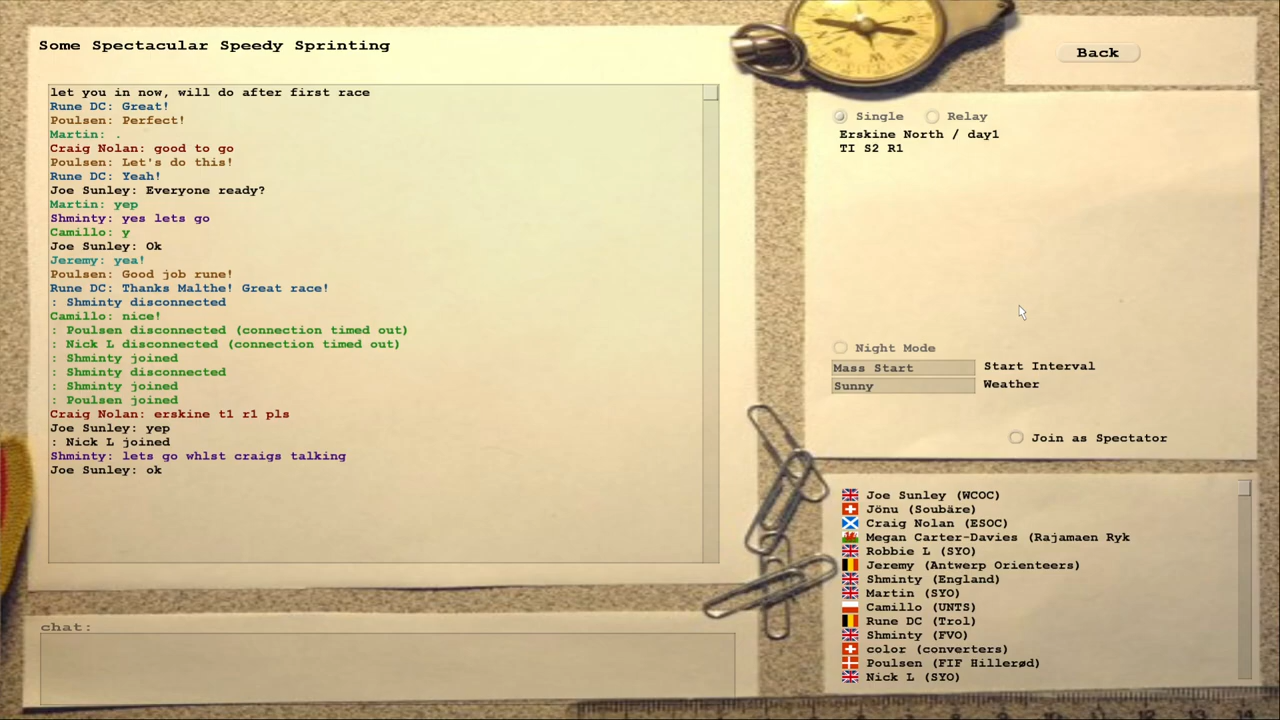 Some Spectacular Speedy Sprinting
Back
let you in now, will do after first race
Rune DC: Great!
Poulsen: Perfect!
Martin: .
Craig Nolan: good to go
Poulsen: Let's do this!
Rune DC: Yeah!
Joe Sunley: Everyone ready?
Martin: yep
Shminty: yes lets go
Camillo: y
Joe Sunley: Ok
Jeremy: yea!
Poulsen: Good job rune!
Rune DC: Thanks Malthe! Great race!
: Shminty disconnected
Camillo: nice!
: Poulsen disconnected (connection timed out)
: Nick L disconnected (connection timed out)
: Shminty joined
: Shminty disconnected
: Shminty joined
: Poulsen joined
Craig Nolan: erskine t1 r1 pls
Joe Sunley: yep
: Nick L joined
Shminty: lets go whlst craigs talking
Joe Sunley: ok
chat:
Single Relay
Erskine North / day1
TI S2 R1
Night Mode
Mass Start Start Interval
Sunny Weather
Join as Spectator
Joe Sunley (WCOC)
Jönu (Soubäre)
Craig Nolan (ESOC)
Megan Carter-Davies (Rajamaen Ryk
Robbie L (SYO)
Jeremy (Antwerp Orienteers)
Shminty (England)
Martin (SYO)
Camillo (UNTS)
Rune DC (Trol)
Shminty (FVO)
color (converters)
Poulsen (FIF Hillerød)
Nick L (SYO)